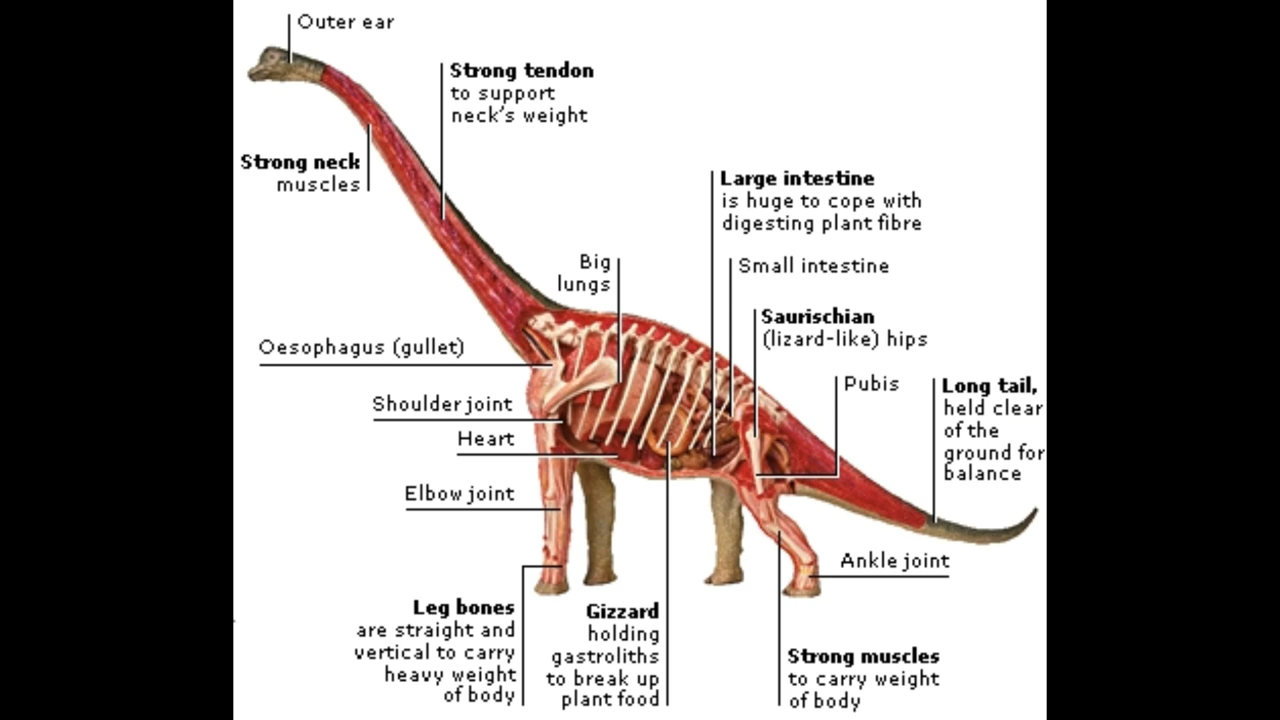 Outer ear
Strong tendon
to support
neck's weight
Strong neck
muscles
Large intestine
is huge to cope with
digesting plant fibre
Big
lungs
Small intestine
Saurischian
(lizard-like) hips
Oesophagus (gullet)
Pubis
Long tail,
held clear
of the
ground for
balance
Shoulder joint
Heart
Elbow joint
Ankle joint
Leg bones
are straight and
vertical to carry
heavy weight
of body
Gizzard
holding
gastroliths
to break up
plant food
Strong muscles
to carry weight
of body